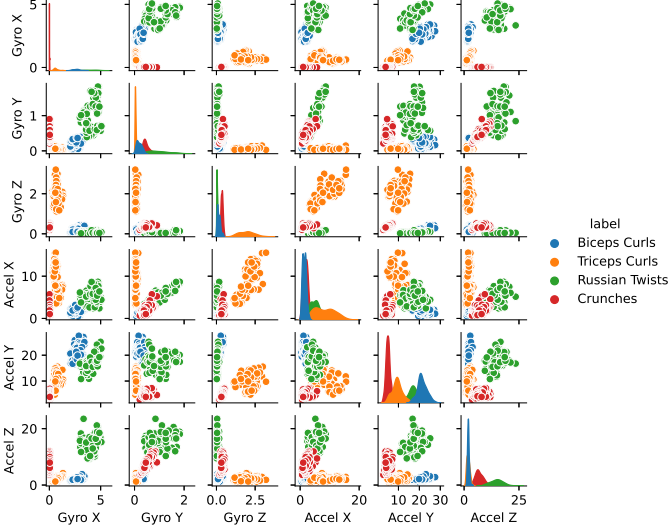 5
Gyro X
0
1
Gyro Y
0
2
Gyro Z
0
label
Biceps Curls
Triceps Curls
Russian Twists
Crunches
10
Accel X
0
20
Accel Y
10
20
Accel Z
0
0 5 0 2 0.0 2.5 0 20 10 20 30 0 25
Gyro X Gyro Y Gyro Z Accel X Accel Y Accel Z